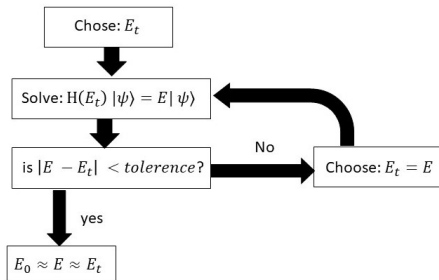 Chose: E_t
Solve: H(E_t) |ψ⟩ = E| ψ⟩
is |E − E_t| < tolerence?
No
Choose: E_t = E
yes
E_0 ≈ E ≈ E_t